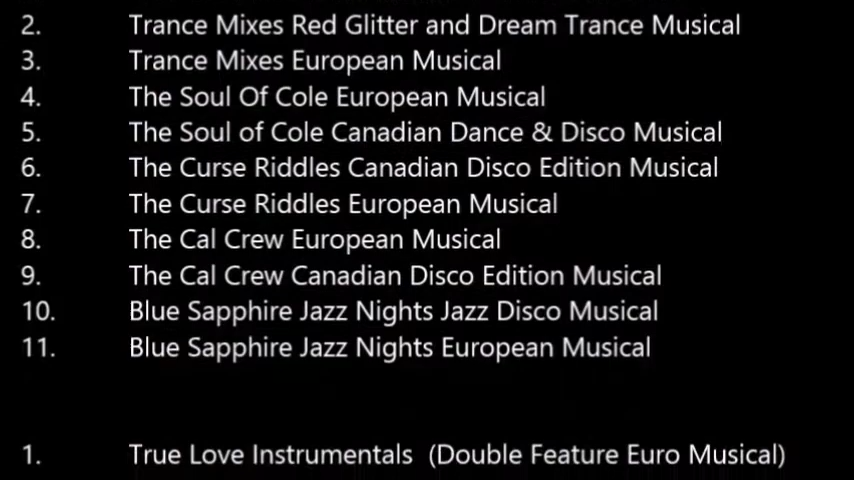 2. Trance Mixes Red Glitter and Dream Trance Musical
3. Trance Mixes European Musical
4. The Soul Of Cole European Musical
5. The Soul of Cole Canadian Dance & Disco Musical
6. The Curse Riddles Canadian Disco Edition Musical
7. The Curse Riddles European Musical
8. The Cal Crew European Musical
9. The Cal Crew Canadian Disco Edition Musical
10. Blue Sapphire Jazz Nights Jazz Disco Musical
11. Blue Sapphire Jazz Nights European Musical
1. True Love Instrumentals (Double Feature Euro Musical)